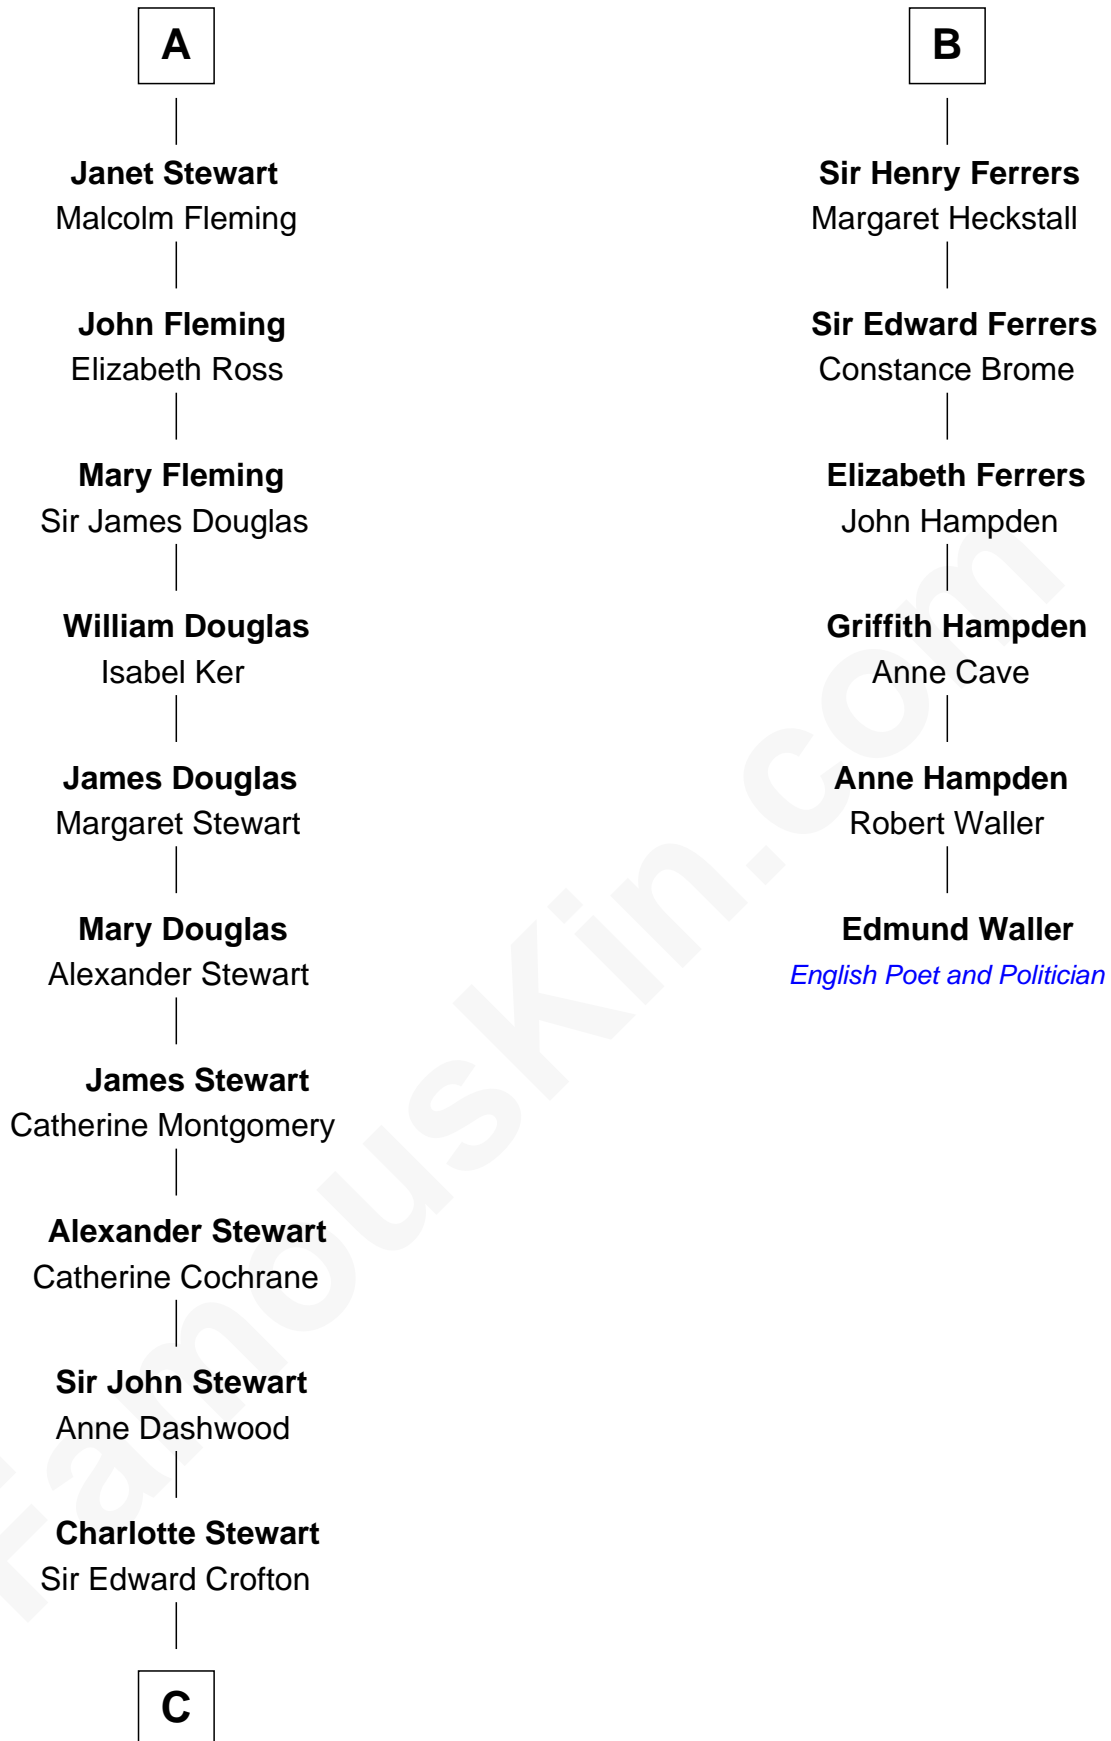 A
Janet Stewart
Malcolm Fleming
John Fleming
Elizabeth Ross
Mary Fleming
Sir James Douglas
William Douglas
Isabel Ker
James Douglas
Margaret Stewart
Mary Douglas
Alexander Stewart
James Stewart
Catherine Montgomery
Alexander Stewart
Catherine Cochrane
Sir John Stewart
Anne Dashwood
Charlotte Stewart
Sir Edward Crofton
C
B
Sir Henry Ferrers
Margaret Heckstall
Sir Edward Ferrers
Constance Brome
Elizabeth Ferrers
John Hampden
Griffith Hampden
Anne Cave
Anne Hampden
Robert Waller
Edmund Waller
English Poet and Politician
FamousKin.com